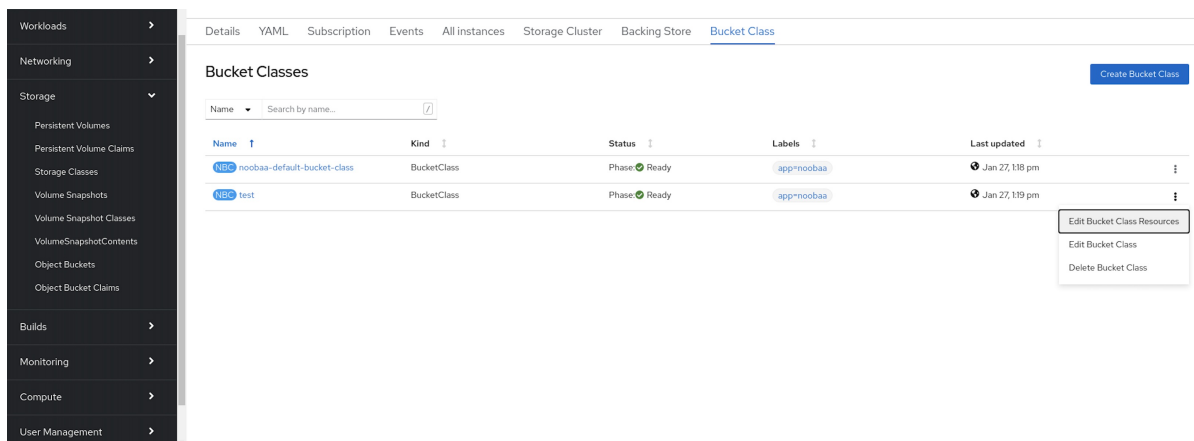 Workloads
Networking
Storage
Persistent Volumes
Persistent Volume Claims
Storage Classes
Volume Snapshots
Volume Snapshot Classes
VolumeSnapshotContents
Object Buckets
Object Bucket Claims
Builds
Monitoring
Compute
User Management
Details YAML Subscription Events All instances Storage Cluster Backing Store Bucket Class
Bucket Classes
Create Bucket Class
Name Search by name... /
Name Kind Status Labels Last updated
NBC noobaa-default-bucket-class BucketClass Phase: Ready app=noobaa Jan 27, 1:18 pm
NBC test BucketClass Phase: Ready app=noobaa Jan 27, 1:19 pm
Edit Bucket Class Resources
Edit Bucket Class
Delete Bucket Class